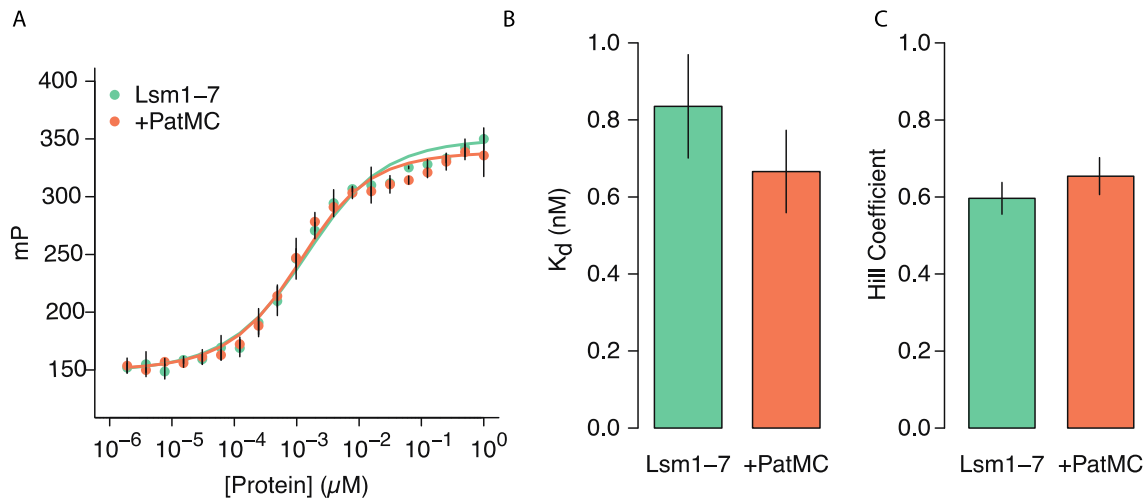 A
mP
400
350
300
250
200
150
Lsm1–7
+PatMC
10⁻⁶ 10⁻⁵ 10⁻⁴ 10⁻³ 10⁻² 10⁻¹ 10⁰
[Protein] (µM)
B
K_d (nM)
1.0
0.8
0.6
0.4
0.2
0.0
Lsm1–7 +PatMC
C
Hill Coefficient
1.0
0.8
0.6
0.4
0.2
0.0
Lsm1–7 +PatMC